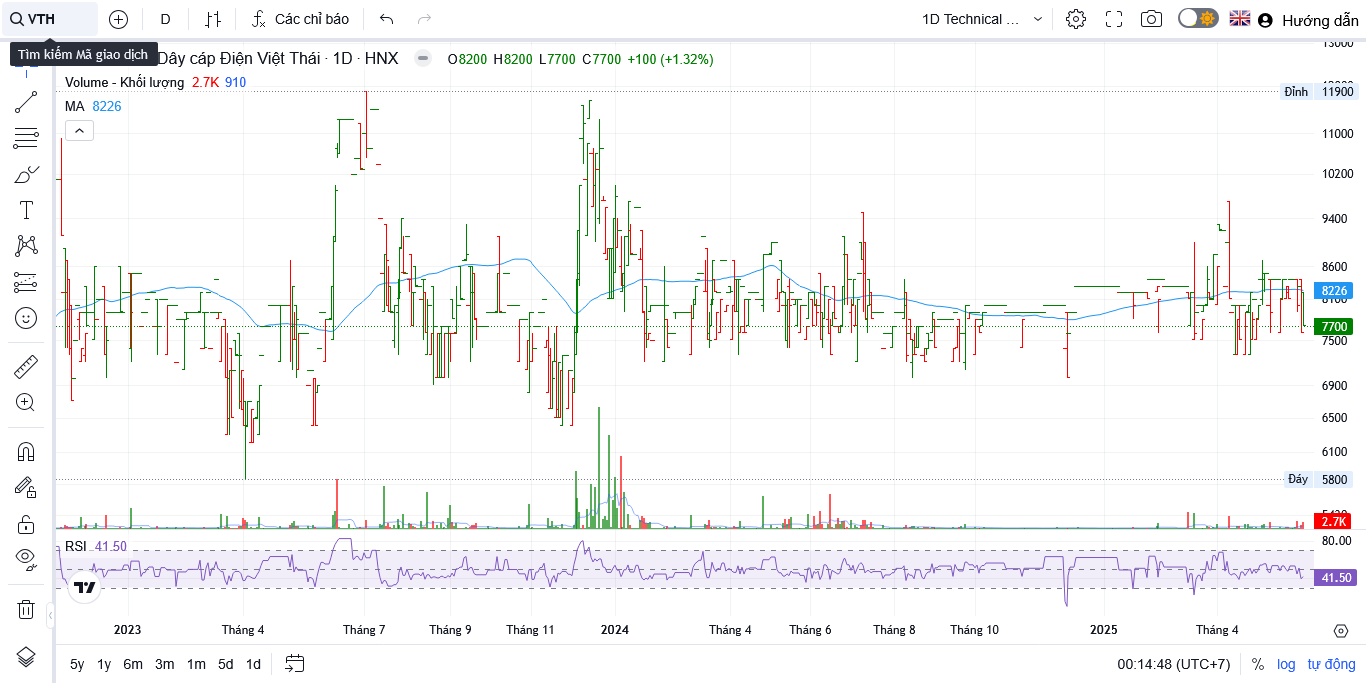 VTH
D
Các chỉ báo
1D Technical ...
Hướng dẫn
Tìm kiếm Mã giao dịch
Dây cáp Điện Việt Thái · 1D · HNX
O8200 H8200 L7700 C7700 +100 (+1.32%)
Volume - Khối lượng 2.7K 910
MA 8226
13000
Đỉnh 11900
11000
10200
9400
8600
8226
7700
7500
6900
6500
6100
Đáy 5800
2.7K
RSI 41.50
80.00
41.50
2023 Tháng 4 Tháng 7 Tháng 9 Tháng 11 2024 Tháng 4 Tháng 6 Tháng 8 Tháng 10 2025 Tháng 4
5y 1y 6m 3m 1m 5d 1d
00:14:48 (UTC+7) % log tự động